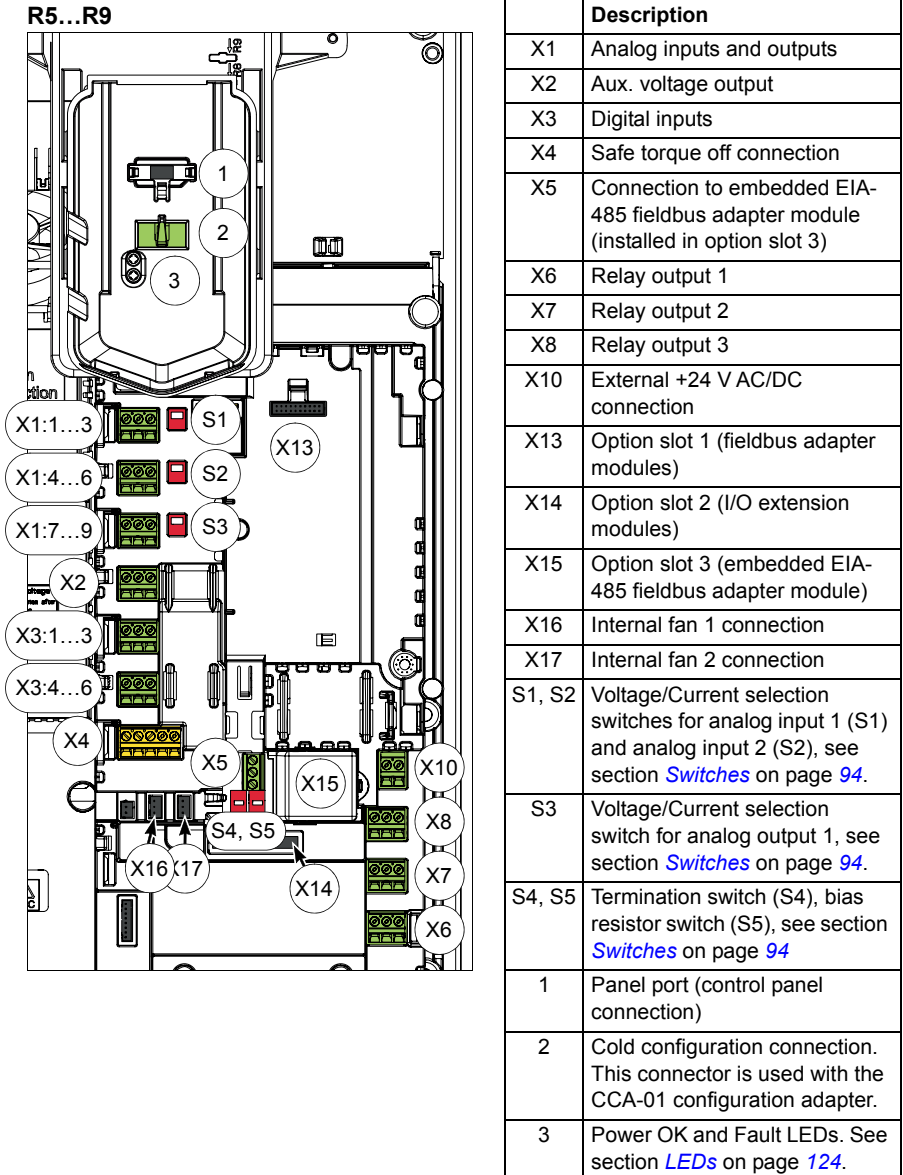 R5…R9
R9
R8
1
2
3
X1:1…3
S1
X13
X1:4…6
S2
X1:7…9
S3
X2
X3:1…3
X3:4…6
X4
X5
X15
X10
S4, S5
X8
X16
X17
X14
X7
X6
Description
X1 Analog inputs and outputs
X2 Aux. voltage output
X3 Digital inputs
X4 Safe torque off connection
X5 Connection to embedded EIA-
485 fieldbus adapter module
(installed in option slot 3)
X6 Relay output 1
X7 Relay output 2
X8 Relay output 3
X10 External +24 V AC/DC
connection
X13 Option slot 1 (fieldbus adapter
modules)
X14 Option slot 2 (I/O extension
modules)
X15 Option slot 3 (embedded EIA-
485 fieldbus adapter module)
X16 Internal fan 1 connection
X17 Internal fan 2 connection
S1, S2 Voltage/Current selection
switches for analog input 1 (S1)
and analog input 2 (S2), see
section Switches on page 94.
S3 Voltage/Current selection
switch for analog output 1, see
section Switches on page 94.
S4, S5 Termination switch (S4), bias
resistor switch (S5), see section
Switches on page 94
1 Panel port (control panel
connection)
2 Cold configuration connection.
This connector is used with the
CCA-01 configuration adapter.
3 Power OK and Fault LEDs. See
section LEDs on page 124.